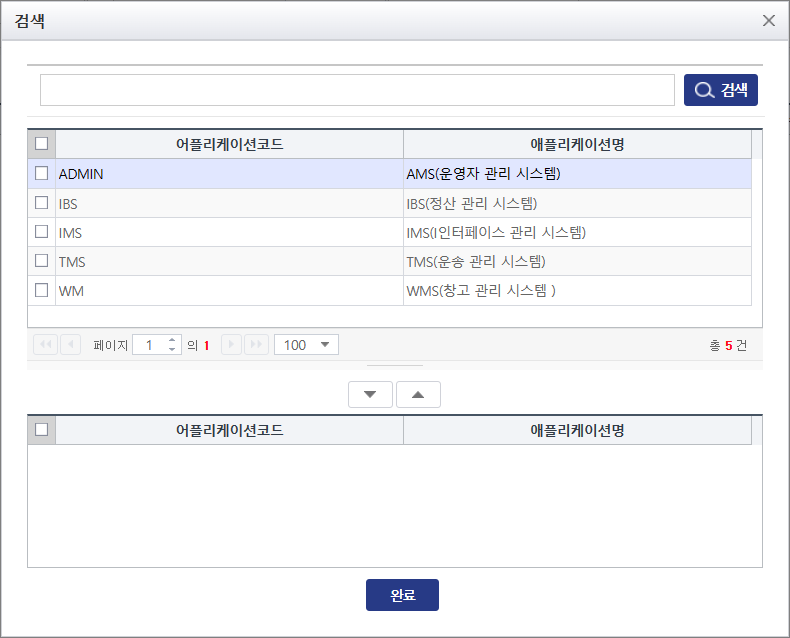 검색
검색
어플리케이션코드 애플리케이션명
ADMIN AMS(운영자 관리 시스템)
IBS IBS(정산 관리 시스템)
IMS IMS(I인터페이스 관리 시스템)
TMS TMS(운송 관리 시스템)
WM WMS(창고 관리 시스템 )
페이지 1 의 1 100 총 5 건
어플리케이션코드 애플리케이션명
완료